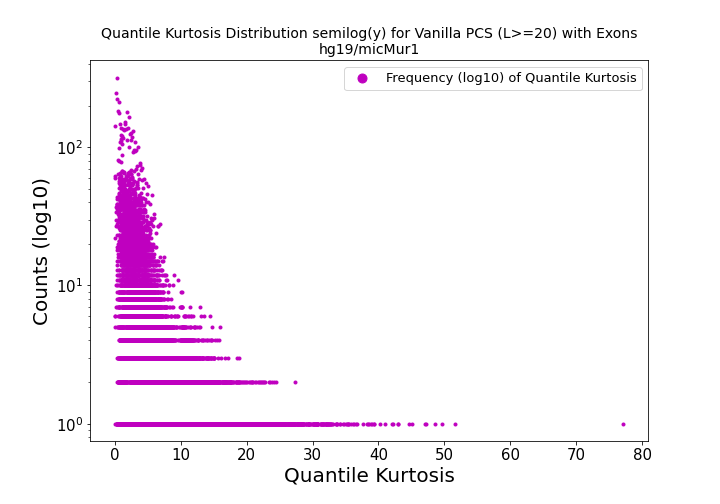 Quantile Kurtosis Distribution semilog(y) for Vanilla PCS (L>=20) with Exons
hg19/micMur1
Frequency (log10) of Quantile Kurtosis
Counts (log10)
10²
10¹
10⁰
0 10 20 30 40 50 60 70 80
Quantile Kurtosis